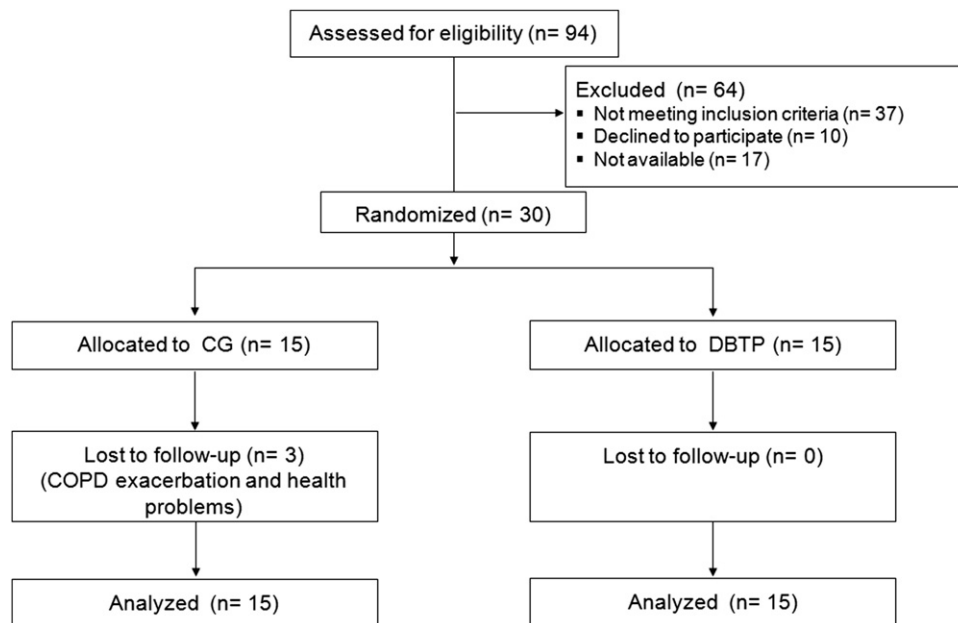 Assessed for eligibility (n= 94)
Excluded (n= 64)
▪ Not meeting inclusion criteria (n= 37)
▪ Declined to participate (n= 10)
▪ Not available (n= 17)
Randomized (n= 30)
Allocated to CG (n= 15)
Allocated to DBTP (n= 15)
Lost to follow-up (n= 3)
(COPD exacerbation and health
problems)
Lost to follow-up (n= 0)
Analyzed (n= 15)
Analyzed (n= 15)